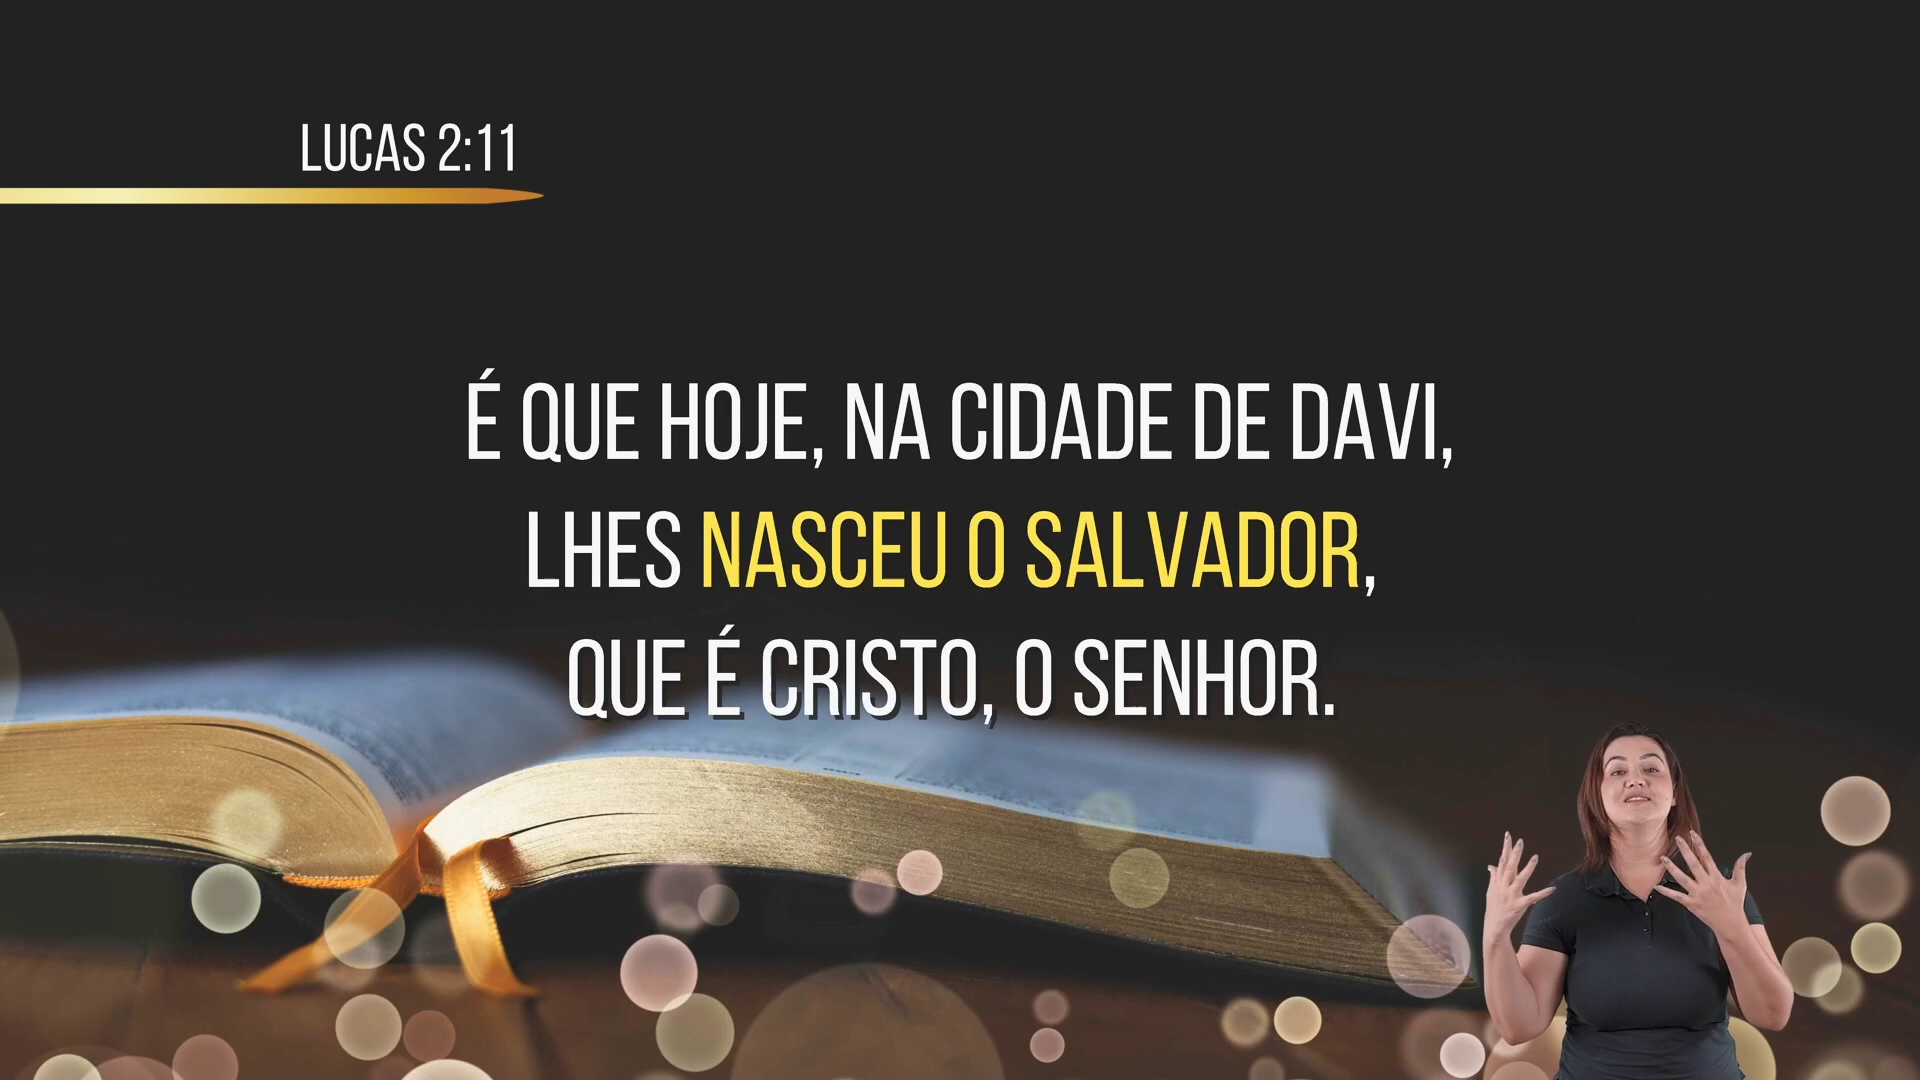 LUCAS 2:11
É QUE HOJE, NA CIDADE DE DAVI,
LHES NASCEU O SALVADOR,
QUE É CRISTO, O SENHOR.